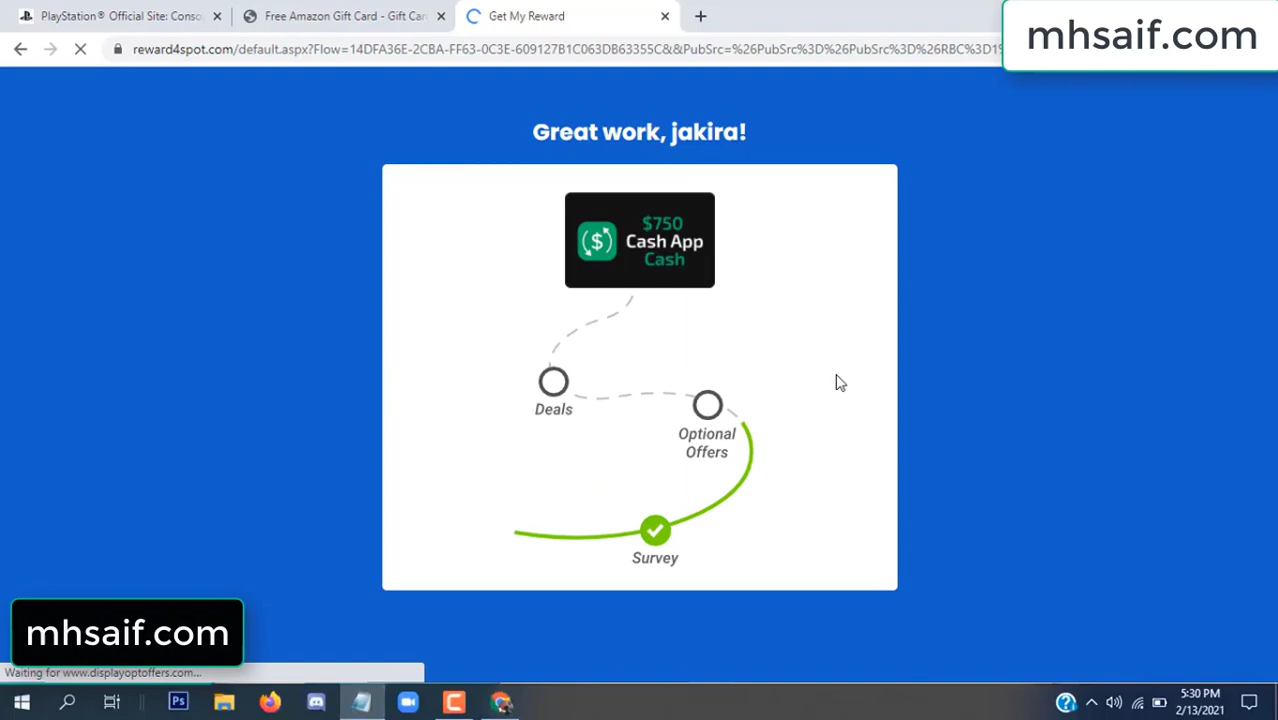 PlayStation® Official Site: Conso
Free Amazon Gift Card - Gift Car
Get My Reward
mhsaif.com
reward4spot.com/default.aspx?Flow=14DFA36E-2CBA-FF63-0C3E-609127B1C063DB63355C&&PubSrc=%26PubSrc%3D%26PubSrc%3D%26RBC%3D1%
Great work, jakira!
$750
Cash App
Cash
Deals
Optional
Offers
Survey
mhsaif.com
Waiting for www.displayoptoffers.com...
Ps
5:30 PM
2/13/2021